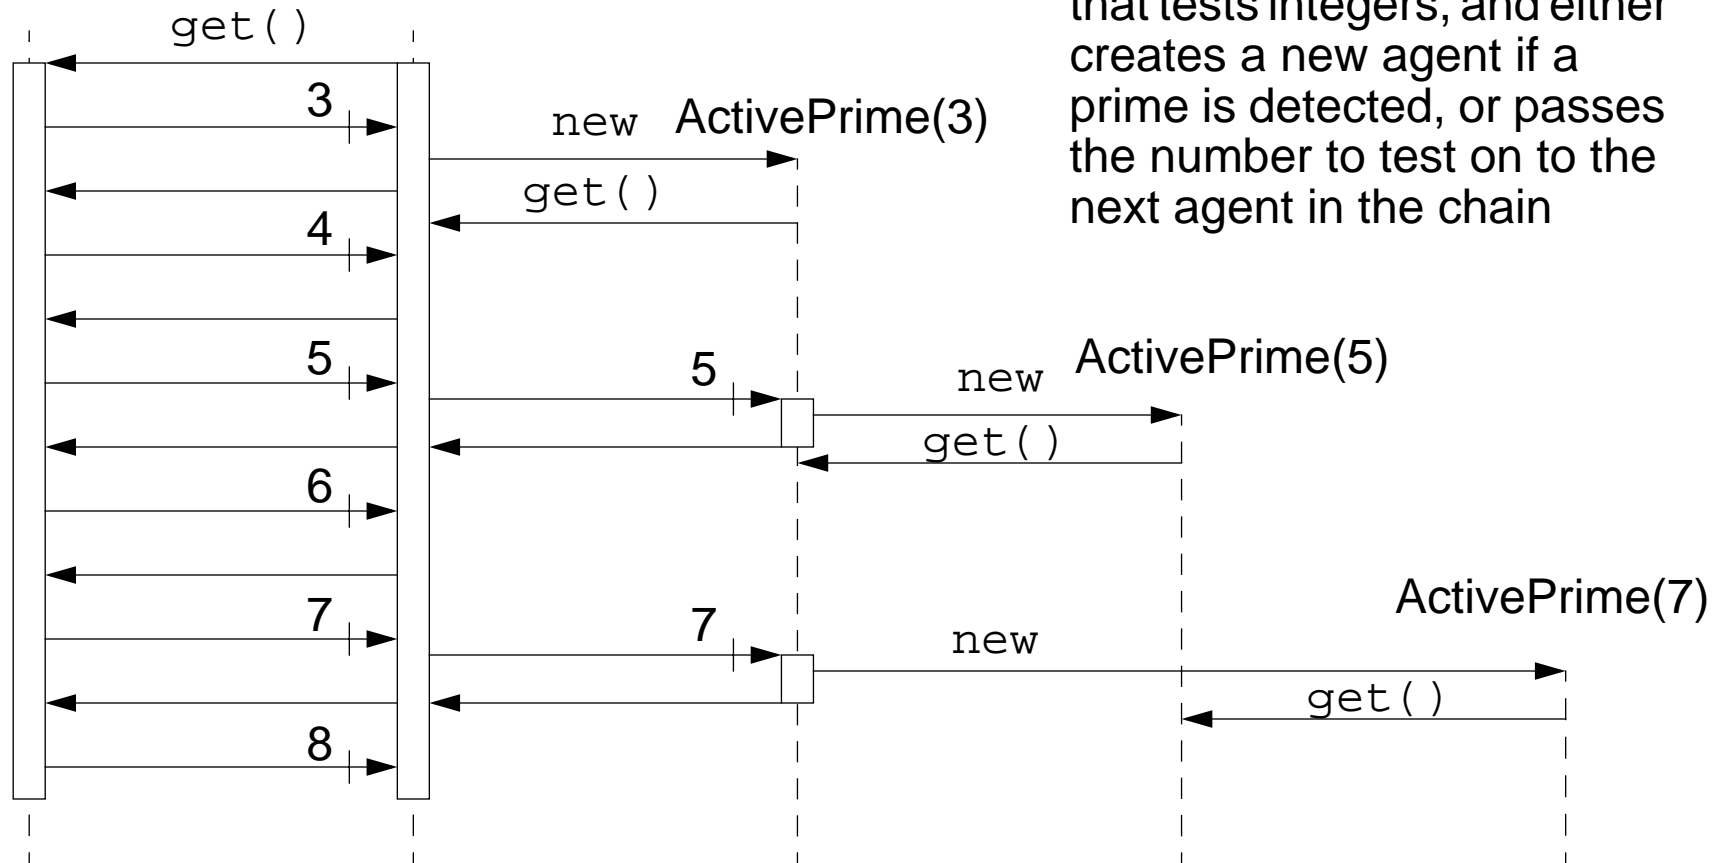 that tests integers, and either
creates a new agent if a
prime is detected, or passes
the number to test on to the
next agent in the chain
get()
3
new ActivePrime(3)
get()
4
5
5
new ActivePrime(5)
get()
6
7
7
new ActivePrime(7)
get()
8